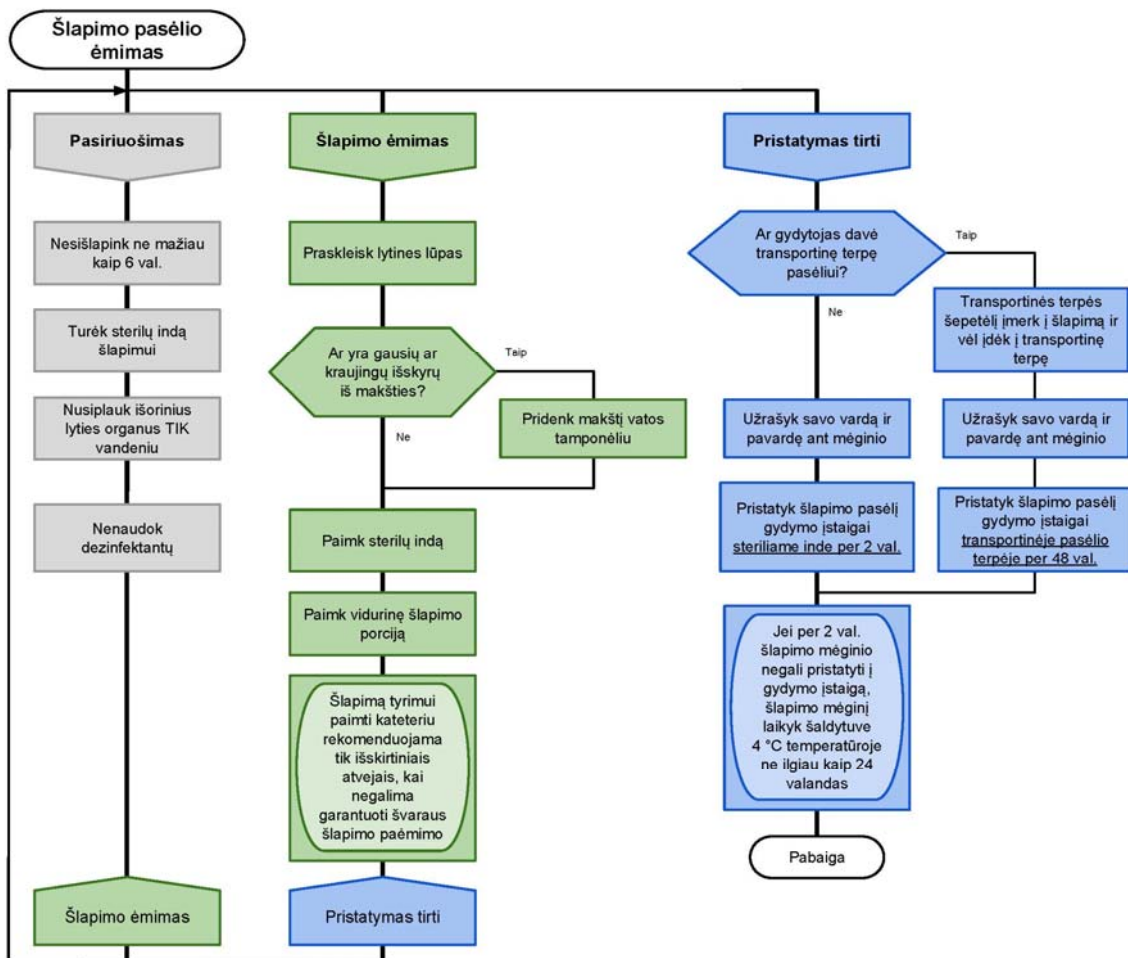 Šlapimo pasėlio
ėmimas
Pasiriuošimas
Nesišlapink ne mažiau
kaip 6 val.
Turėk sterilų indą
šlapimui
Nusiplauk išorinius
lyties organus TIK
vandeniu
Nenaudok
dezinfektantų
Šlapimo ėmimas
Šlapimo ėmimas
Praskleisk lytines lūpas
Ar yra gausių ar
kraujingų išskyrų
iš makšties?
Taip
Pridenk makštį vatos
tamponėliu
Ne
Paimk sterilų indą
Paimk vidurinę šlapimo
porciją
Šlapimą tyrimui
paimti kateteriu
rekomenduojama
tik išskirtiniais
atvejais, kai
negalima
garantuoti švaraus
šlapimo paėmimo
Pristatymas tirti
Pristatymas tirti
Ar gydytojas davė
transportinę terpę
pasėliui?
Taip
Transportinės terpės
šepetėlį įmerk į šlapimą ir
vėl įdėk į transportinę
terpę
Užrašyk savo vardą ir
pavardę ant mėginio
Pristatyk šlapimo pasėlį
gydymo įstaigai
transportinėje pasėlio
terpėje per 48 val.
Ne
Užrašyk savo vardą ir
pavardę ant mėginio
Pristatyk šlapimo pasėlį
gydymo įstaigai
steriliame inde per 2 val.
Jei per 2 val.
šlapimo mėginio
negali pristatyti į
gydymo įstaigą,
šlapimo mėginį
laikyk šaldytuve
4 °C temperatūroje
ne ilgiau kaip 24
valandas
Pabaiga